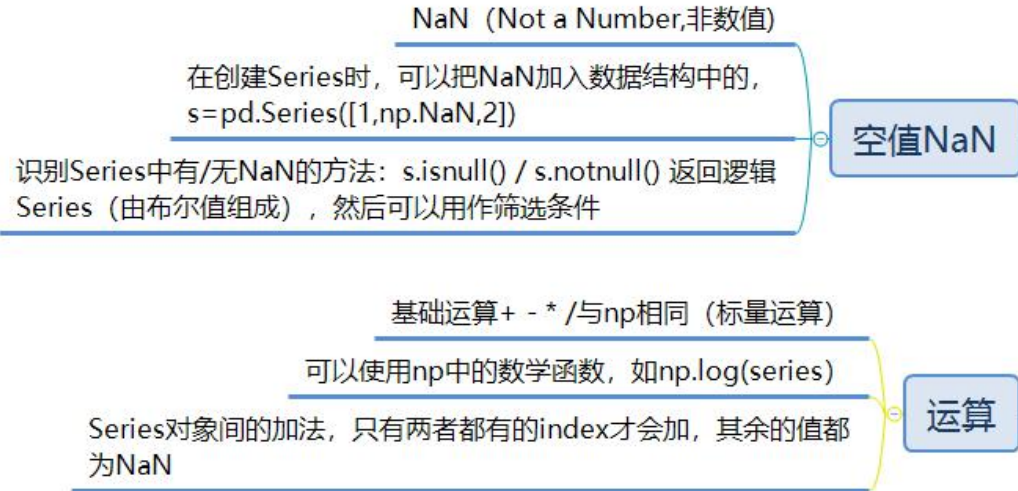 NaN（Not a Number,非数值)
在创建Series时，可以把NaN加入数据结构中的，
s=pd.Series([1,np.NaN,2])
空值NaN
识别Series中有/无NaN的方法：s.isnull() / s.notnull() 返回逻辑
Series（由布尔值组成），然后可以用作筛选条件
基础运算+ - * /与np相同（标量运算）
可以使用np中的数学函数，如np.log(series）
运算
Series对象间的加法，只有两者都有的index才会加，其余的值都
为NaN